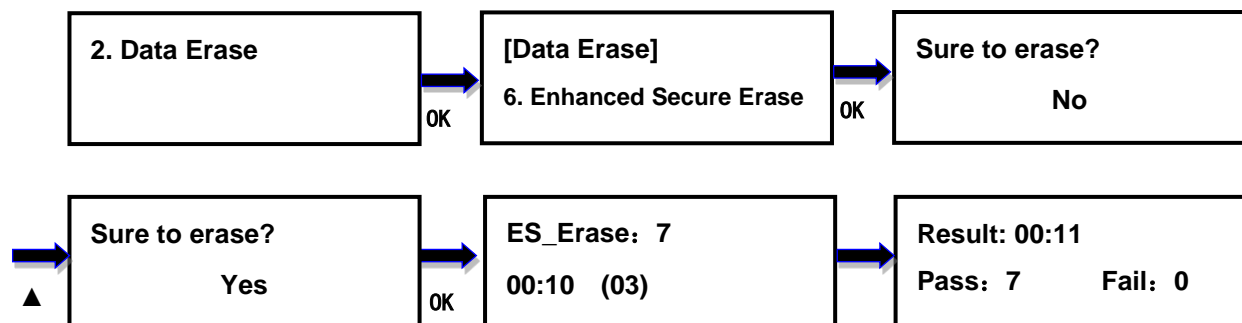 2. Data Erase
OK
[Data Erase]
6. Enhanced Secure Erase
OK
Sure to erase?
No
▲
Sure to erase?
Yes
OK
ES_Erase：7
00:10 (03)
Result: 00:11
Pass：7 Fail：0